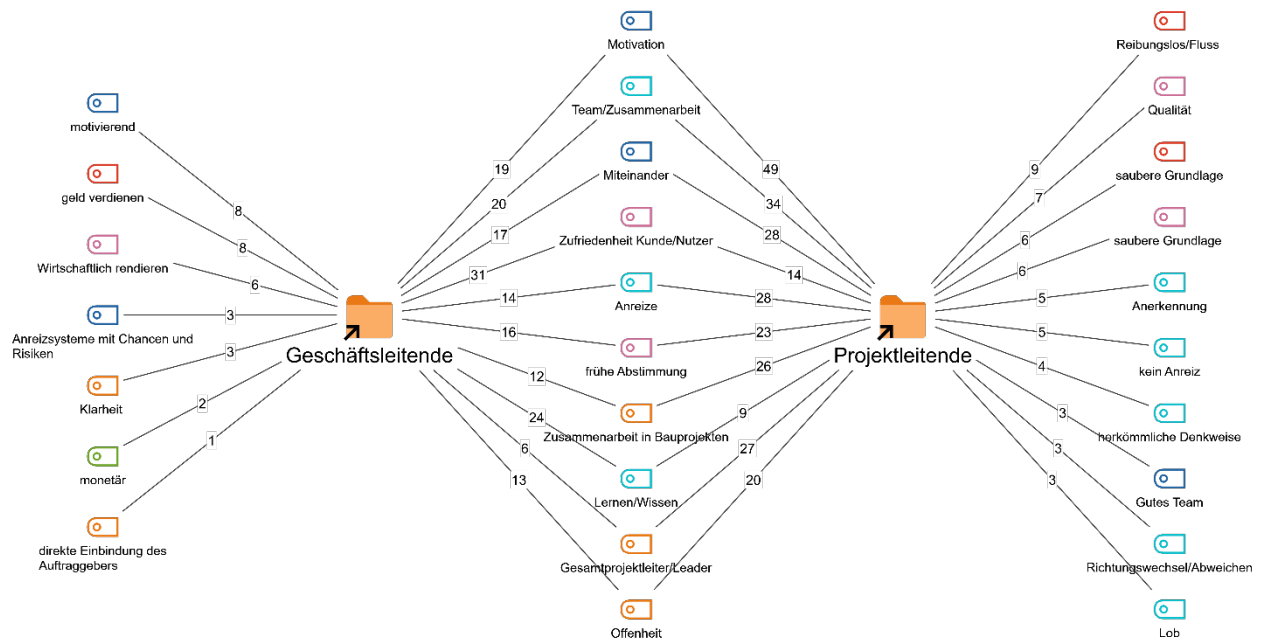 motivierend
geld verdienen
Wirtschaftlich rendieren
Anreizsysteme mit Chancen und
Risiken
Klarheit
monetär
direkte Einbindung des
Auftraggebers
8
8
6
3
3
2
1
Geschäftsleitende
19
20
17
31
14
16
12
24
6
13
Motivation
Team/Zusammenarbeit
Miteinander
Zufriedenheit Kunde/Nutzer
Anreize
frühe Abstimmung
Zusammenarbeit in Bauprojekten
Lernen/Wissen
Gesamtprojektleiter/Leader
Offenheit
49
34
28
14
28
23
26
9
27
20
Projektleitende
9
7
6
6
5
5
4
3
3
3
Reibungslos/Fluss
Qualität
saubere Grundlage
saubere Grundlage
Anerkennung
kein Anreiz
herkömmliche Denkweise
Gutes Team
Richtungswechsel/Abweichen
Lob